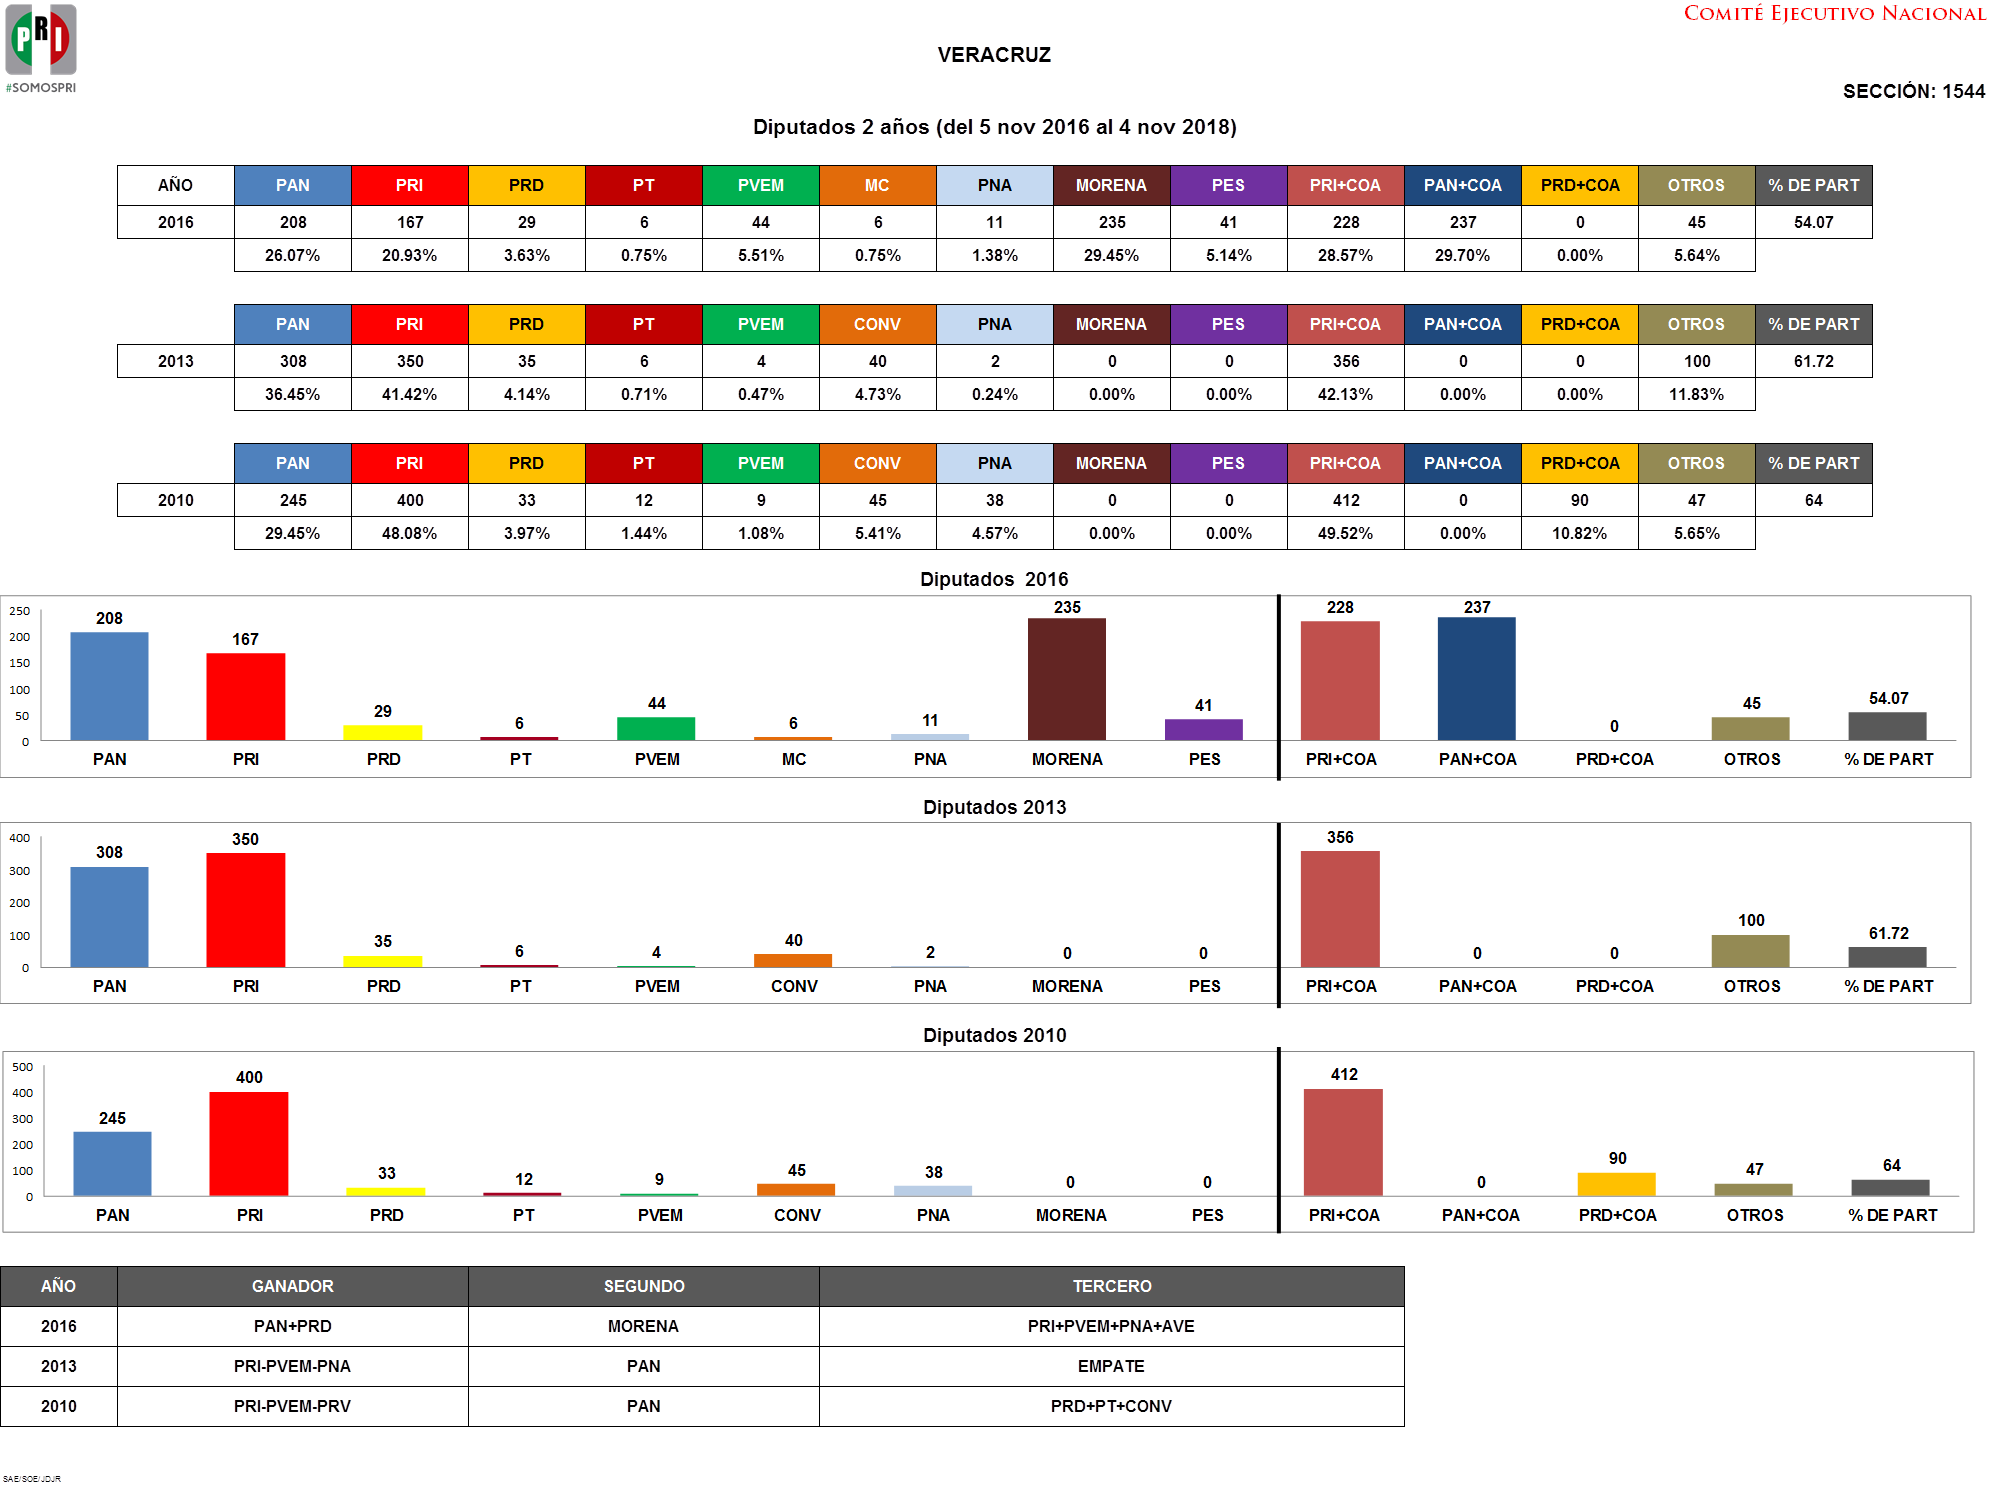 PRI
#SOMOSPRI
COMITÉ EJECUTIVO NACIONAL
VERACRUZ
SECCIÓN: 1544
Diputados 2 años (del 5 nov 2016 al 4 nov 2018)
AÑO PAN PRI PRD PT PVEM MC PNA MORENA PES PRI+COA PAN+COA PRD+COA OTROS % DE PART
2016 208 167 29 6 44 6 11 235 41 228 237 0 45 54.07
26.07% 20.93% 3.63% 0.75% 5.51% 0.75% 1.38% 29.45% 5.14% 28.57% 29.70% 0.00% 5.64%
PAN PRI PRD PT PVEM CONV PNA MORENA PES PRI+COA PAN+COA PRD+COA OTROS % DE PART
2013 308 350 35 6 4 40 2 0 0 356 0 0 100 61.72
36.45% 41.42% 4.14% 0.71% 0.47% 4.73% 0.24% 0.00% 0.00% 42.13% 0.00% 0.00% 11.83%
PAN PRI PRD PT PVEM CONV PNA MORENA PES PRI+COA PAN+COA PRD+COA OTROS % DE PART
2010 245 400 33 12 9 45 38 0 0 412 0 90 47 64
29.45% 48.08% 3.97% 1.44% 1.08% 5.41% 4.57% 0.00% 0.00% 49.52% 0.00% 10.82% 5.65%
Diputados 2016
250
200
150
100
50
0
208 167 29 6 44 6 11 235 41 228 237 0 45 54.07
PAN PRI PRD PT PVEM MC PNA MORENA PES PRI+COA PAN+COA PRD+COA OTROS % DE PART
Diputados 2013
400
300
200
100
0
308 350 35 6 4 40 2 0 0 356 0 0 100 61.72
PAN PRI PRD PT PVEM CONV PNA MORENA PES PRI+COA PAN+COA PRD+COA OTROS % DE PART
Diputados 2010
500
400
300
200
100
0
245 400 33 12 9 45 38 0 0 412 0 90 47 64
PAN PRI PRD PT PVEM CONV PNA MORENA PES PRI+COA PAN+COA PRD+COA OTROS % DE PART
AÑO GANADOR SEGUNDO TERCERO
2016 PAN+PRD MORENA PRI+PVEM+PNA+AVE
2013 PRI-PVEM-PNA PAN EMPATE
2010 PRI-PVEM-PRV PAN PRD+PT+CONV
SAE/SOE/JDJR